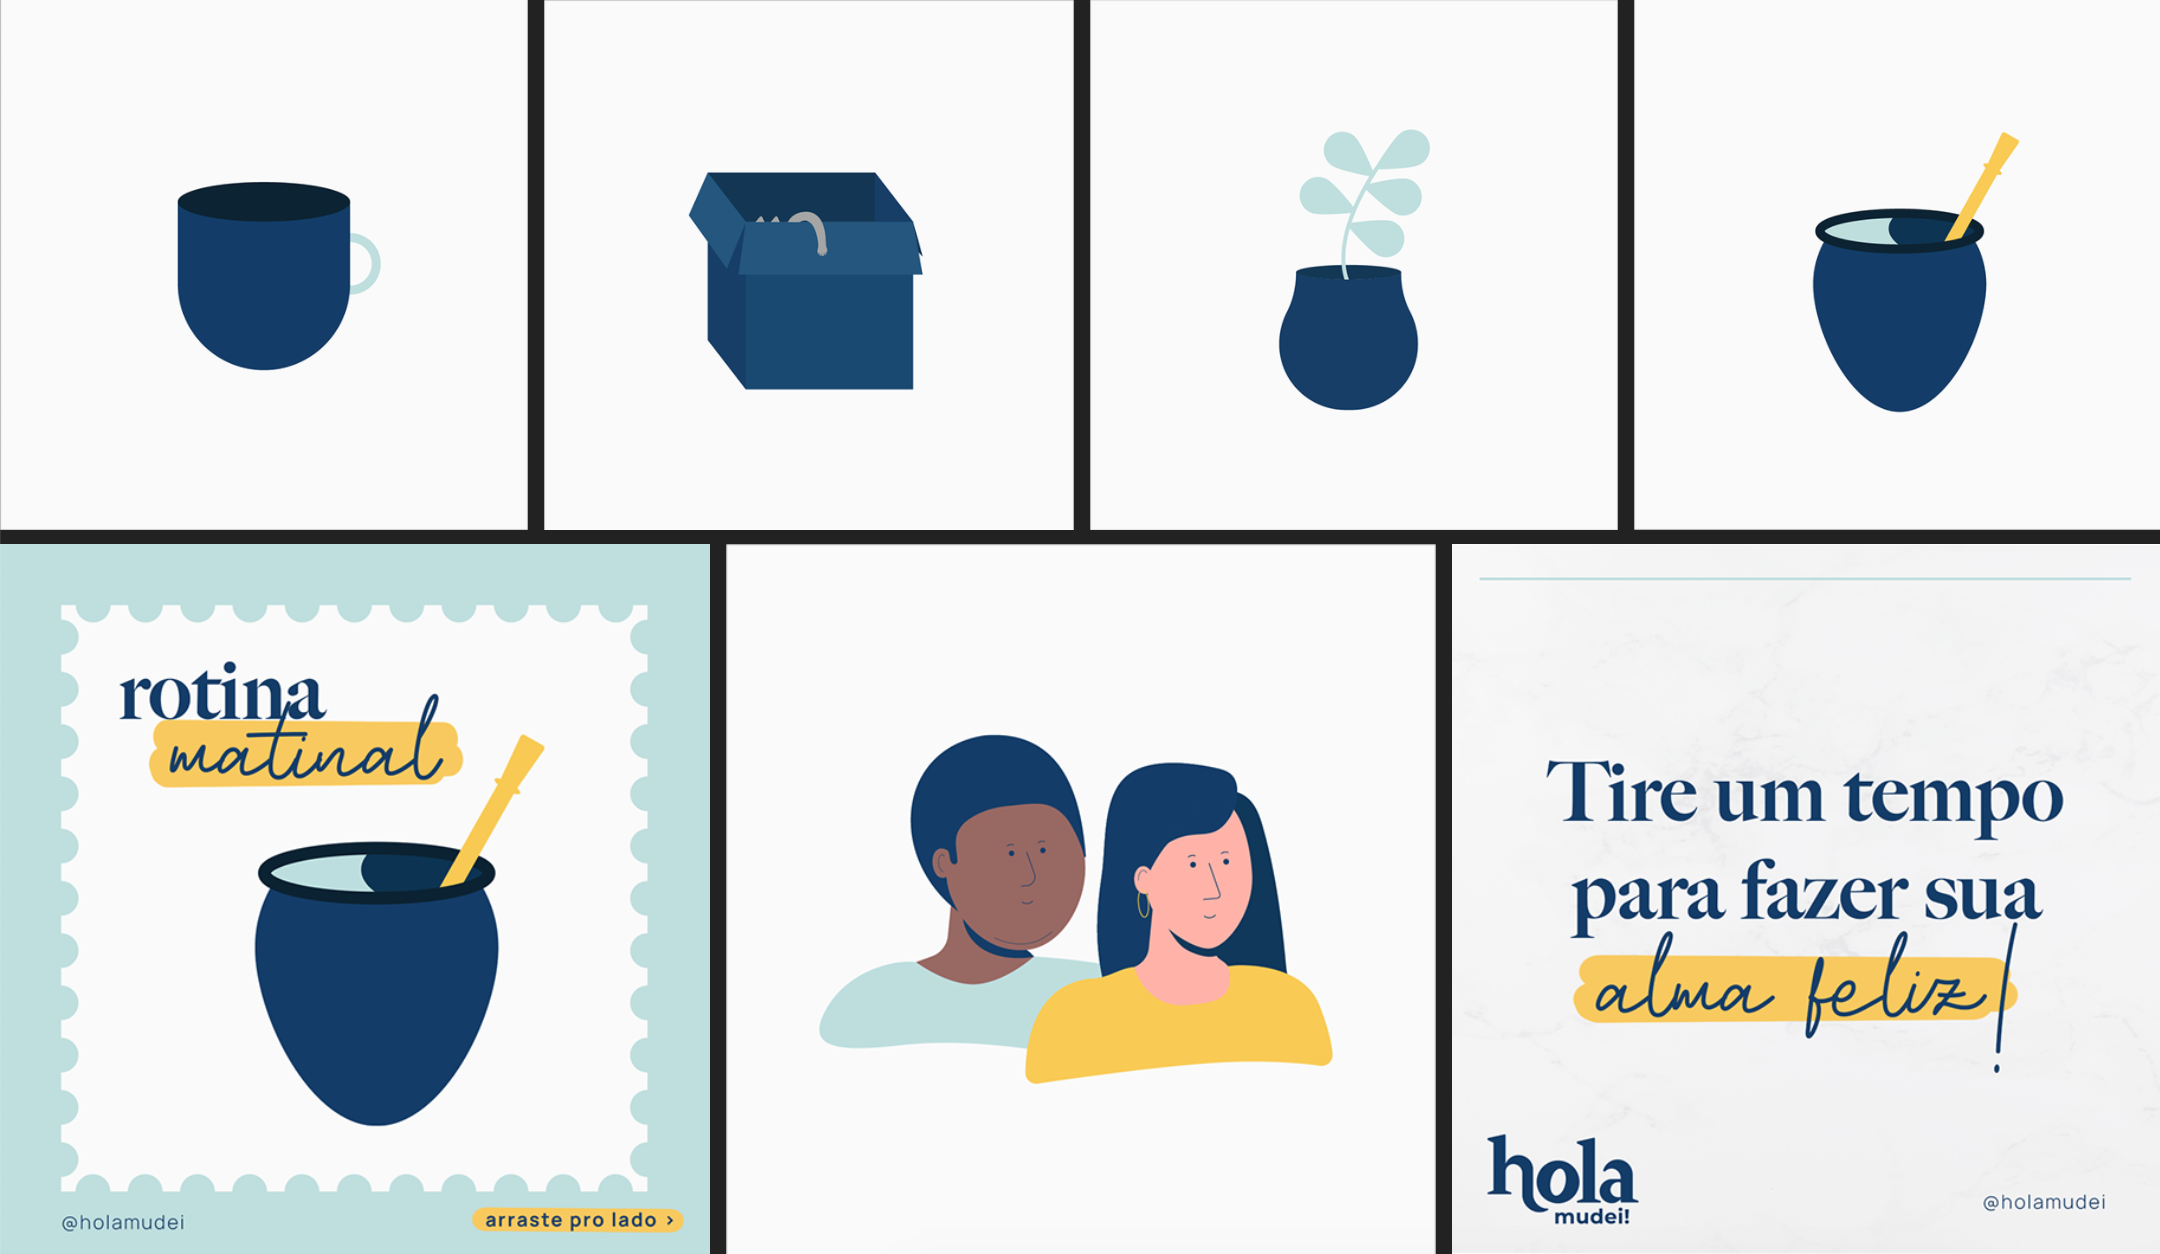 rotina
matinal
@holamudei
arraste pro lado >
Tire um tempo
para fazer sua
alma feliz!
hola
mudei!
@holamudei